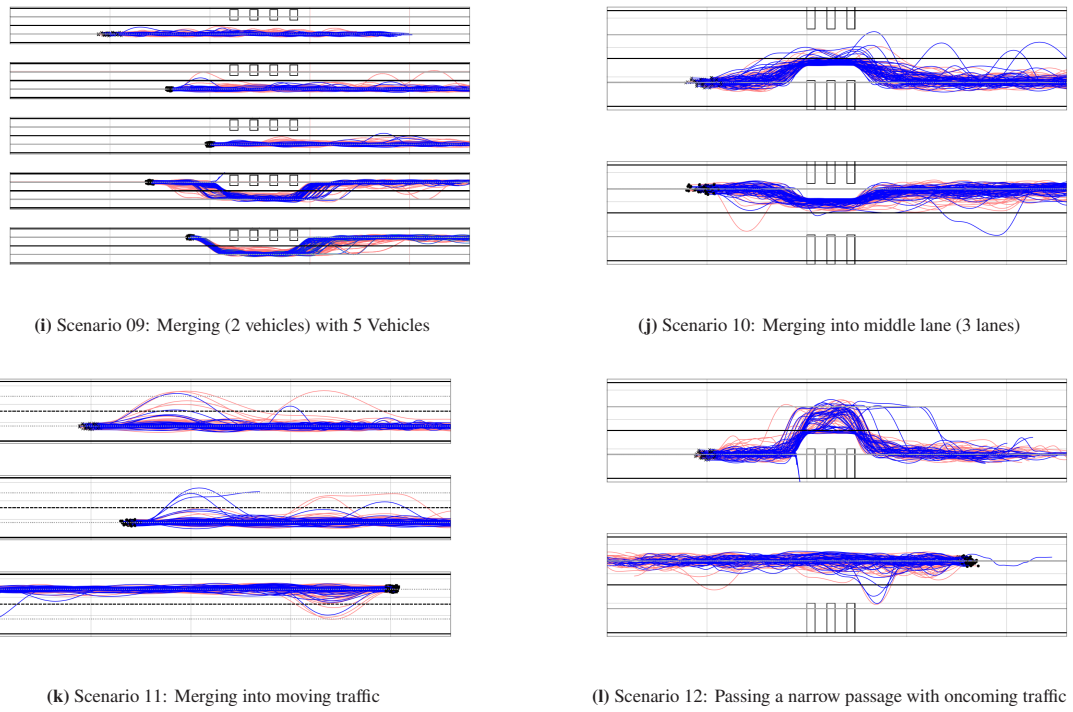 (i) Scenario 09: Merging (2 vehicles) with 5 Vehicles
(j) Scenario 10: Merging into middle lane (3 lanes)
(k) Scenario 11: Merging into moving traffic
(l) Scenario 12: Passing a narrow passage with oncoming traffic